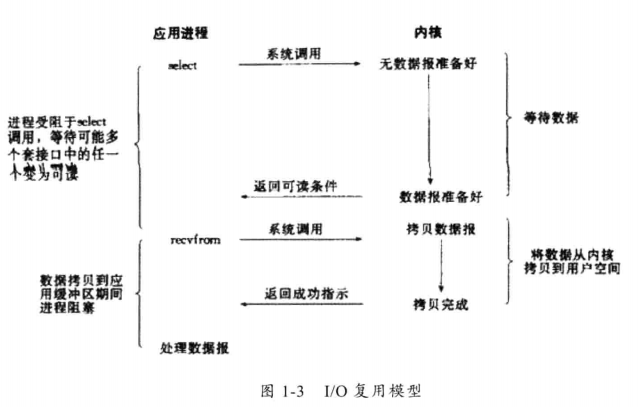 应用进程
内核
select
系统调用
无数据报准备好
进程受阻于select
调用，等待可能多
个套接口中的任一
个变为可读
等待数据
返回可读条件
数据报准备好
recvfrom
系统调用
拷贝数据报
数据拷贝到应
用缓冲区期间
进程阻塞
将数据从内核
拷贝到用户空间
返回成功指示
拷贝完成
处理数据报
图 1-3 I/O 复用模型